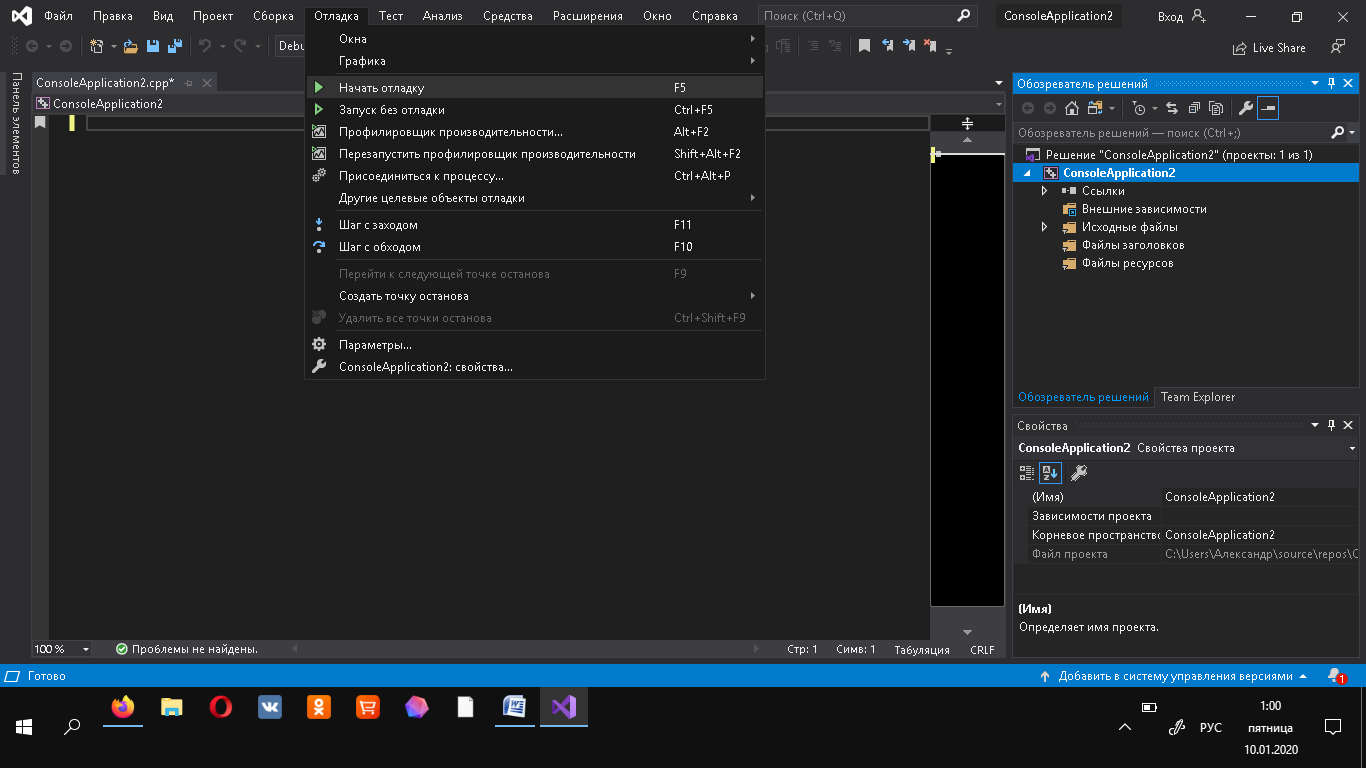 Файл Правка Вид Проект Сборка Отладка Тест Анализ Средства Расширения Окно Справка Поиск (Ctrl+Q) ConsoleApplication2 Вход
Debu
Live Share
Панель элементов
ConsoleApplication2.cpp*
ConsoleApplication2
Окна
Графика
Начать отладку F5
Запуск без отладки Ctrl+F5
Профилировщик производительности... Alt+F2
Перезапустить профилировщик производительности Shift+Alt+F2
Присоединиться к процессу... Ctrl+Alt+P
Другие целевые объекты отладки
Шаг с заходом F11
Шаг с обходом F10
Перейти к следующей точке останова F9
Создать точку останова
Удалить все точки останова Ctrl+Shift+F9
Параметры...
ConsoleApplication2: свойства...
Обозреватель решений
Обозреватель решений — поиск (Ctrl+;)
Решение "ConsoleApplication2" (проекты: 1 из 1)
ConsoleApplication2
Ссылки
Внешние зависимости
Исходные файлы
Файлы заголовков
Файлы ресурсов
Обозреватель решений Team Explorer
Свойства
ConsoleApplication2 Свойства проекта
(Имя) ConsoleApplication2
Зависимости проекта
Корневое пространство ConsoleApplication2
Файл проекта C:\Users\Александр\source\repos\C
(Имя)
Определяет имя проекта.
100 % Проблемы не найдены. Стр: 1 Симв: 1 Табуляция CRLF
Готово Добавить в систему управления версиями 1
РУС
1:00
пятница
10.01.2020